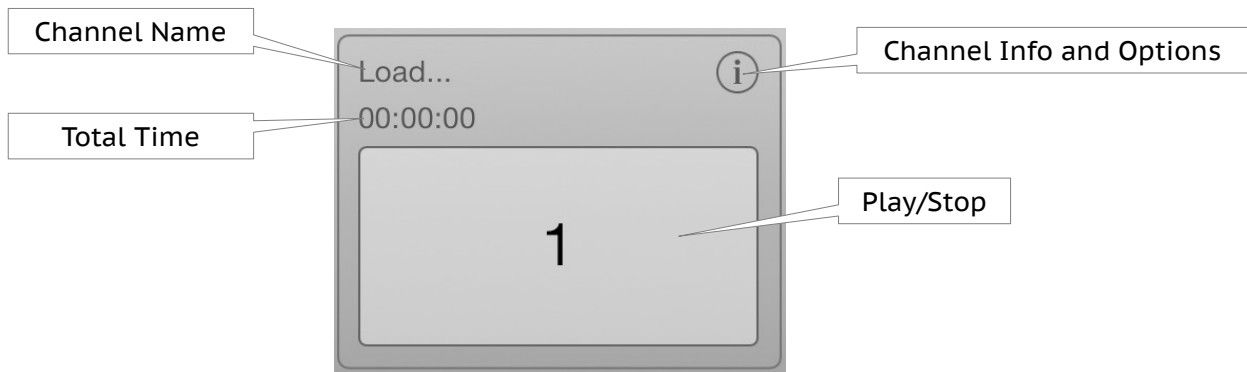 Channel Name
Channel Info and Options
Load...
i
00:00:00
Total Time
Play/Stop
1